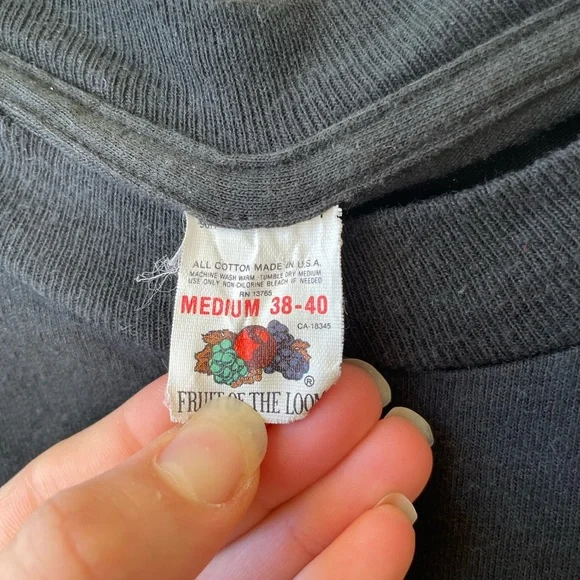 ALL COTTON MADE IN U.S.A.
MACHINE WASH WARM. TUMBLE DRY MEDIUM
USE ONLY NON-CHLORINE BLEACH IF NEEDED
RN 13765
MEDIUM 38-40
CA-18345
®
FRUIT OF THE LOOM